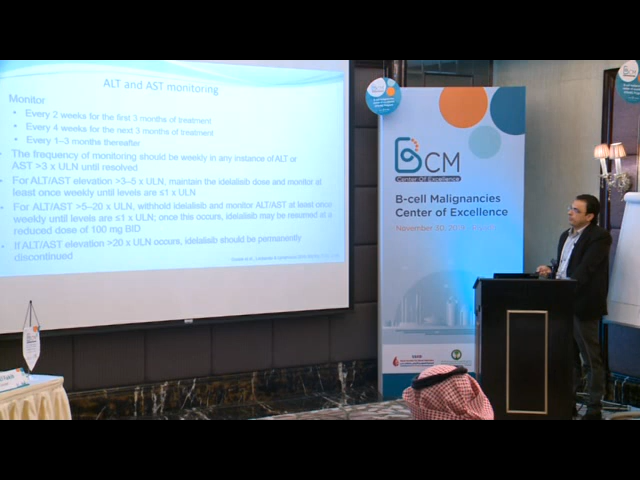 ALT and AST monitoring
Monitor
• Every 2 weeks for the first 3 months of treatment
• Every 4 weeks for the next 3 months of treatment
• Every 1–3 months thereafter
• The frequency of monitoring should be weekly in any instance of ALT or
AST >3 x ULN until resolved
• For ALT/AST elevation >3–5 x ULN, maintain the idelalisib dose and monitor at
least once weekly until levels are ≤1 x ULN
• For ALT/AST >5–20 x ULN, withhold idelalisib and monitor ALT/AST at least once
weekly until levels are ≤1 x ULN; once this occurs, idelalisib may be resumed at a
reduced dose of 100 mg BID
• If ALT/AST elevation >20 x ULN occurs, idelalisib should be permanently
discontinued
BCM
Center Of Excellence
B-cell Malignancies
Center of Excellence
November 30, 201